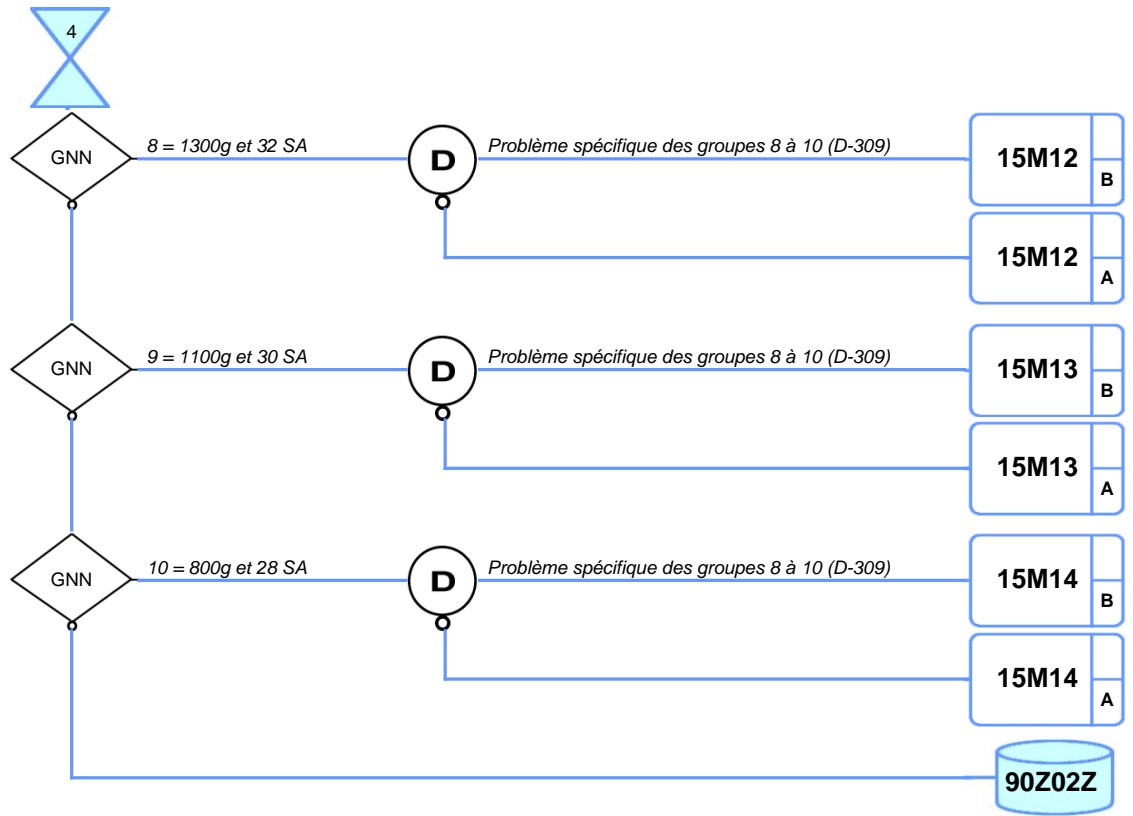 4
GNN
8 = 1300g et 32 SA
D
Problème spécifique des groupes 8 à 10 (D-309)
15M12
B
15M12
A
GNN
9 = 1100g et 30 SA
D
Problème spécifique des groupes 8 à 10 (D-309)
15M13
B
15M13
A
GNN
10 = 800g et 28 SA
D
Problème spécifique des groupes 8 à 10 (D-309)
15M14
B
15M14
A
90Z02Z